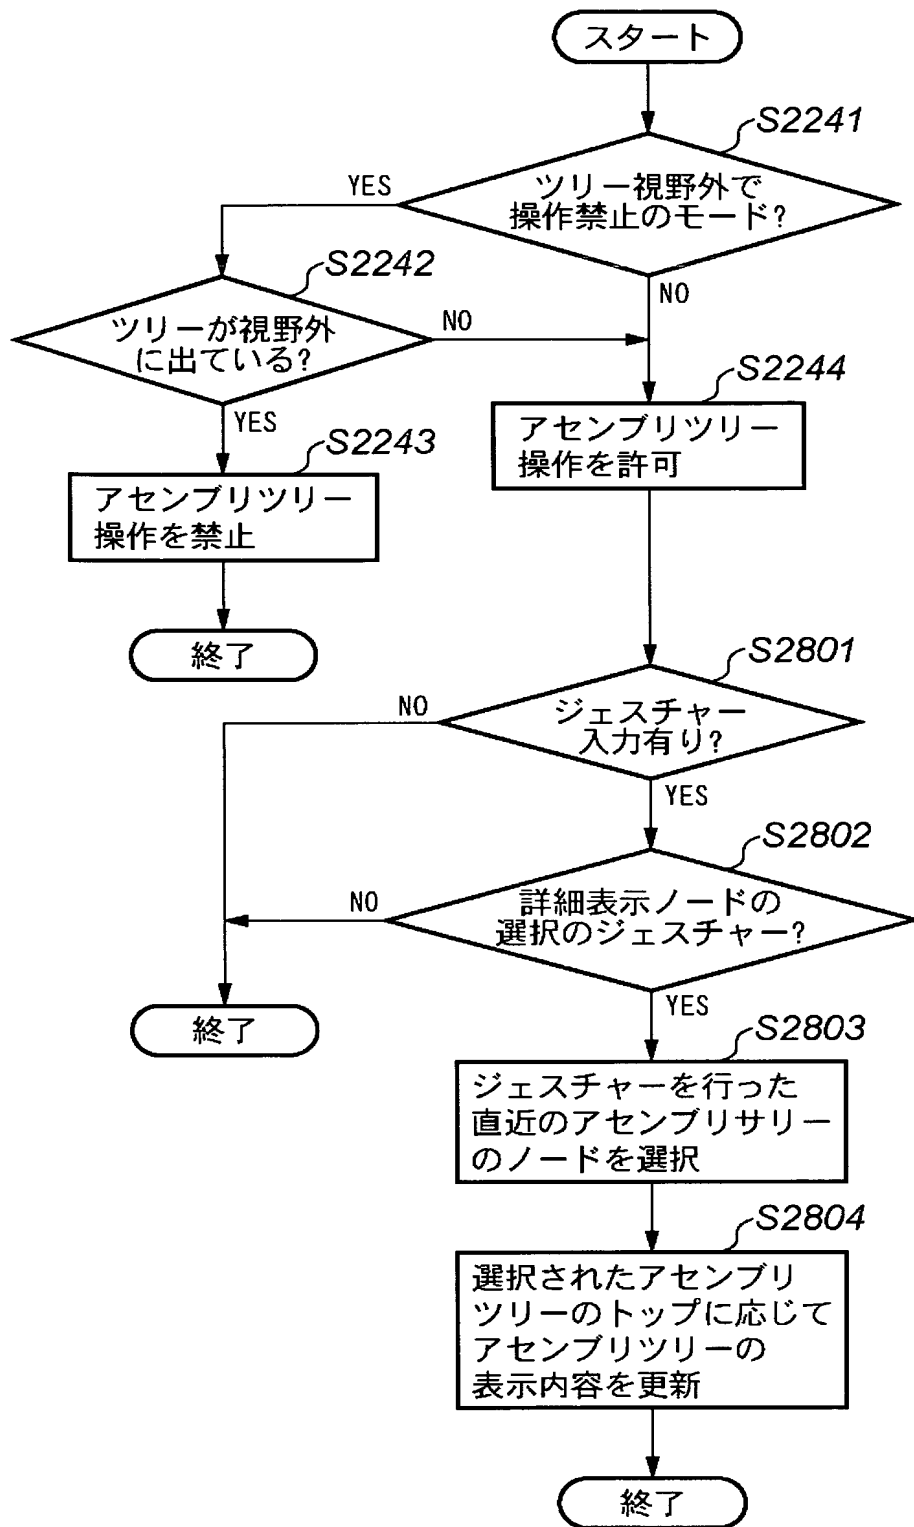 スタート
S2241
ツリー視野外で
操作禁止のモード?
YES
NO
S2242
ツリーが視野外
に出ている?
NO
YES
S2244
アセンブリツリー
操作を許可
S2243
アセンブリツリー
操作を禁止
終了
S2801
ジェスチャー
入力有り?
NO
YES
S2802
詳細表示ノードの
選択のジェスチャー?
NO
YES
終了
S2803
ジェスチャーを行った
直近のアセンブリサリー
のノードを選択
S2804
選択されたアセンブリ
ツリーのトップに応じて
アセンブリツリーの
表示内容を更新
終了